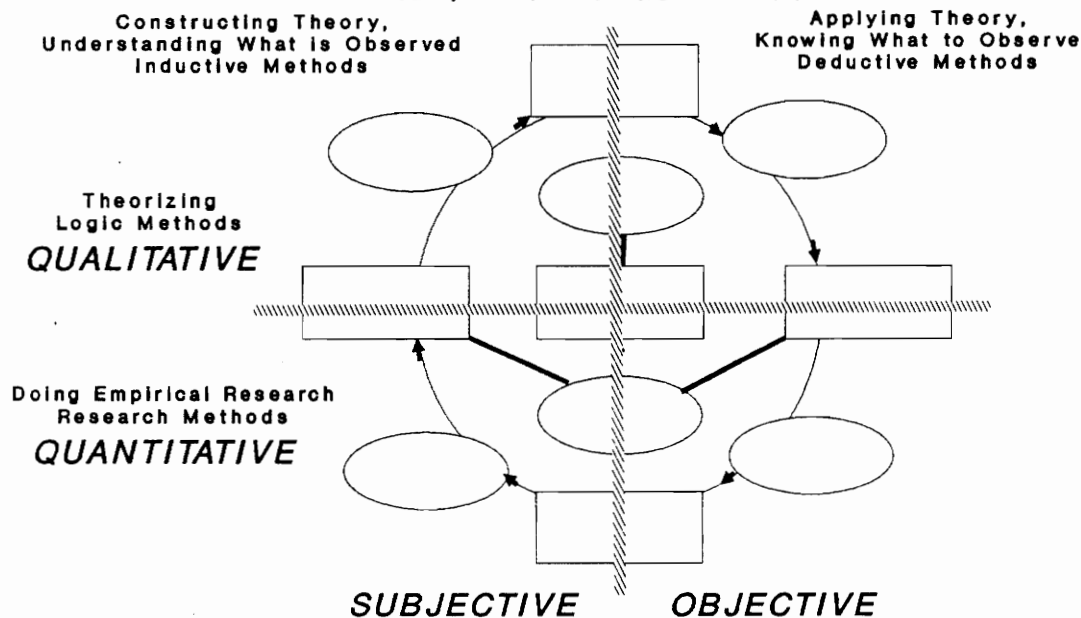 Constructing Theory,
Understanding What is Observed
Inductive Methods
Applying Theory,
Knowing What to Observe
Deductive Methods
Theorizing
Logic Methods
QUALITATIVE
Doing Empirical Research
Research Methods
QUANTITATIVE
SUBJECTIVE
OBJECTIVE